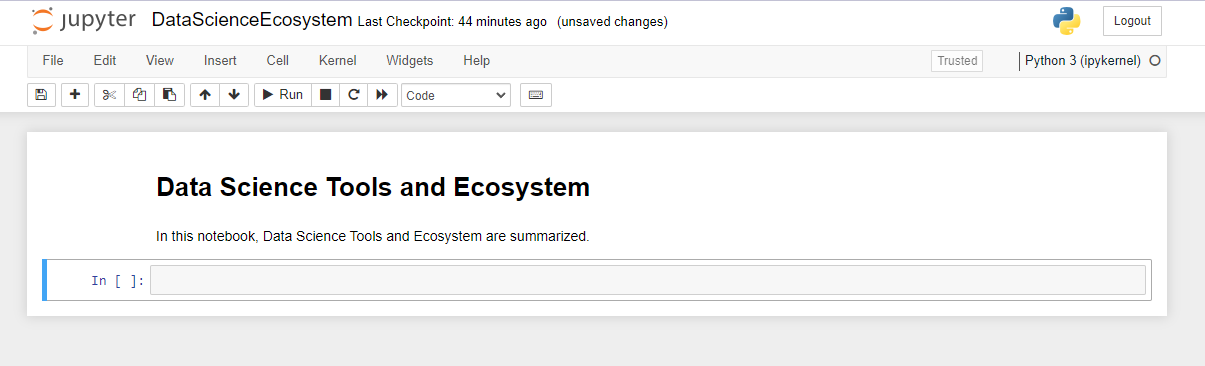 jupyter DataScienceEcosystem Last Checkpoint: 44 minutes ago (unsaved changes) Logout
File Edit View Insert Cell Kernel Widgets Help Trusted Python 3 (ipykernel)
Run Code
Data Science Tools and Ecosystem
In this notebook, Data Science Tools and Ecosystem are summarized.
In [ ]: